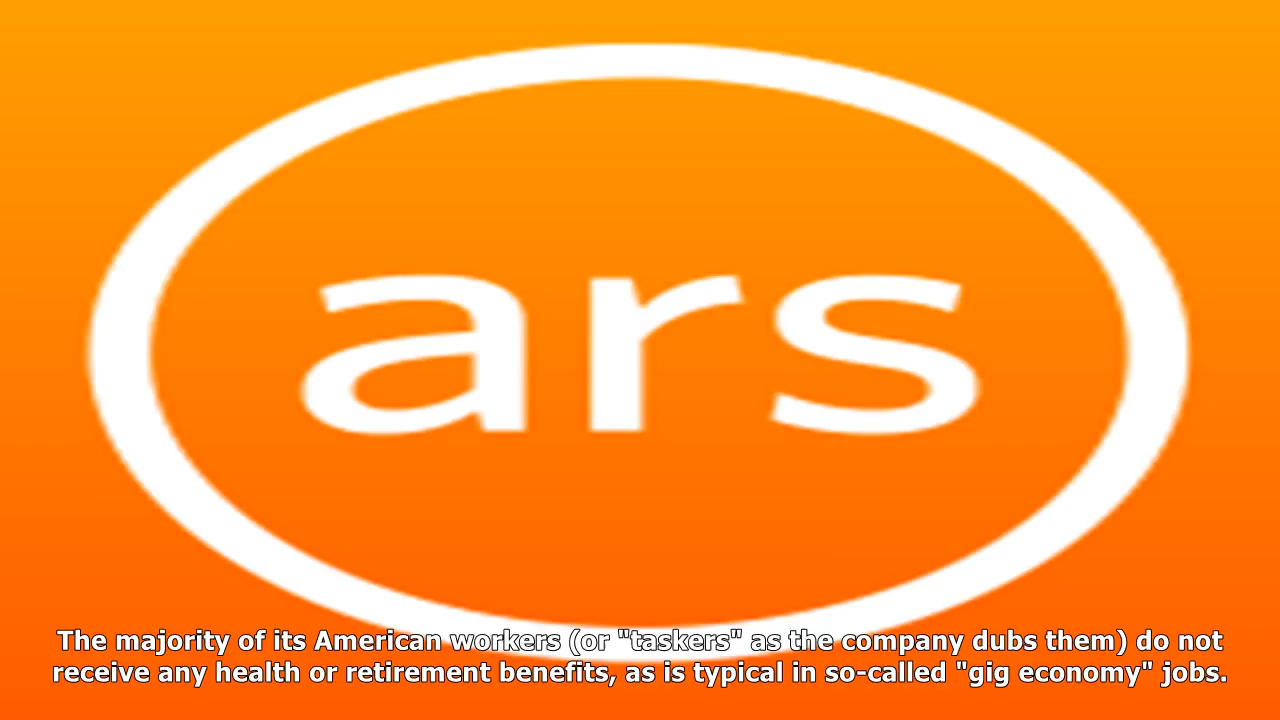 ars
The majority of its American workers (or "taskers" as the company dubs them) do not
receive any health or retirement benefits, as is typical in so-called "gig economy" jobs.